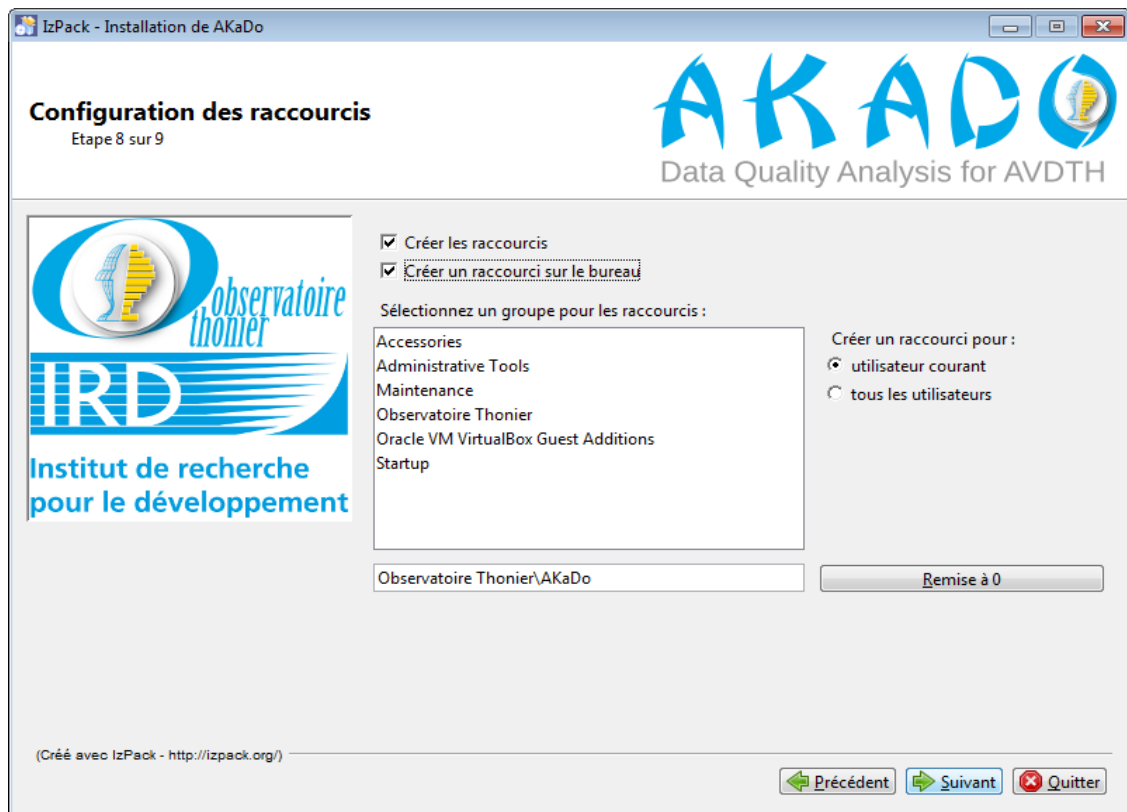 IzPack - Installation de AKaDo
Configuration des raccourcis
Etape 8 sur 9
AKADO
Data Quality Analysis for AVDTH
Observatoire
thonier
IRD
Institut de recherche
pour le développement
Créer les raccourcis
Créer un raccourci sur le bureau
Sélectionnez un groupe pour les raccourcis :
Accessories
Administrative Tools
Maintenance
Observatoire Thonier
Oracle VM VirtualBox Guest Additions
Startup
Créer un raccourci pour :
utilisateur courant
tous les utilisateurs
Observatoire Thonier\AKaDo
Remise à 0
(Créé avec IzPack - http://izpack.org/)
Précédent
Suivant
Quitter